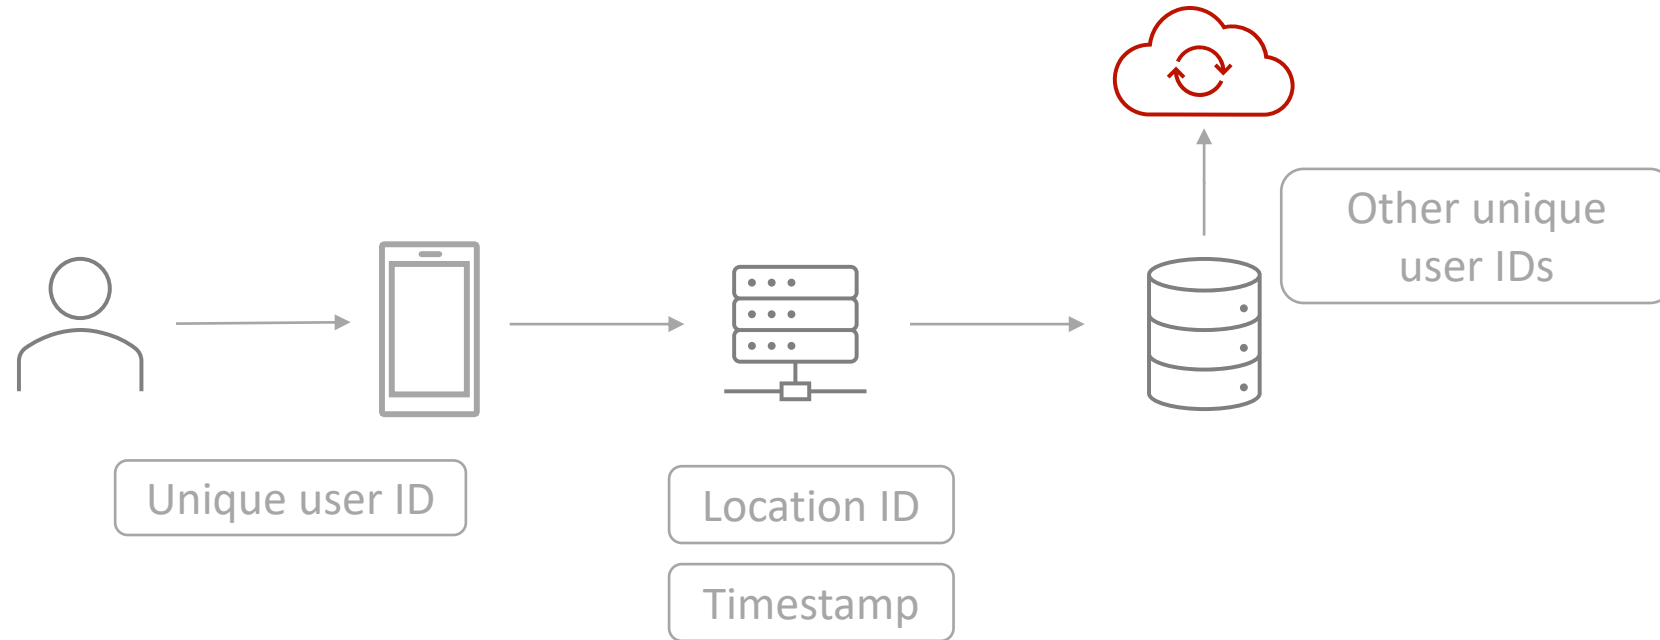 Other unique
user IDs
Unique user ID
Location ID
Timestamp